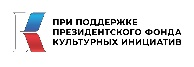 ПРИ ПОДДЕРЖКЕ
ПРЕЗИДЕНТСКОГО ФОНДА
КУЛЬТУРНЫХ ИНИЦИАТИВ